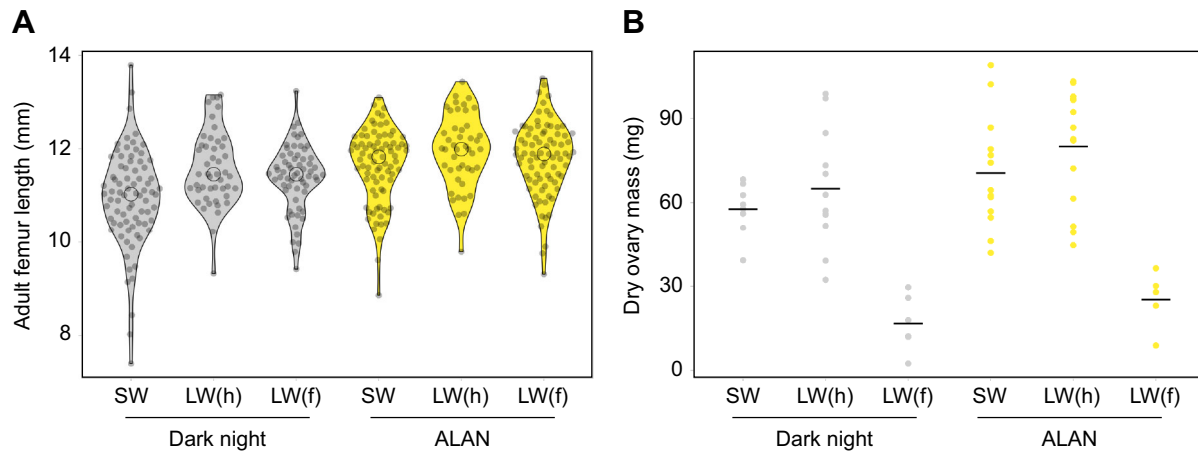 A
Adult femur length (mm)
14
12
10
8
SW LW(h) LW(f) SW LW(h) LW(f)
Dark night ALAN
B
Dry ovary mass (mg)
90
60
30
0
SW LW(h) LW(f) SW LW(h) LW(f)
Dark night ALAN